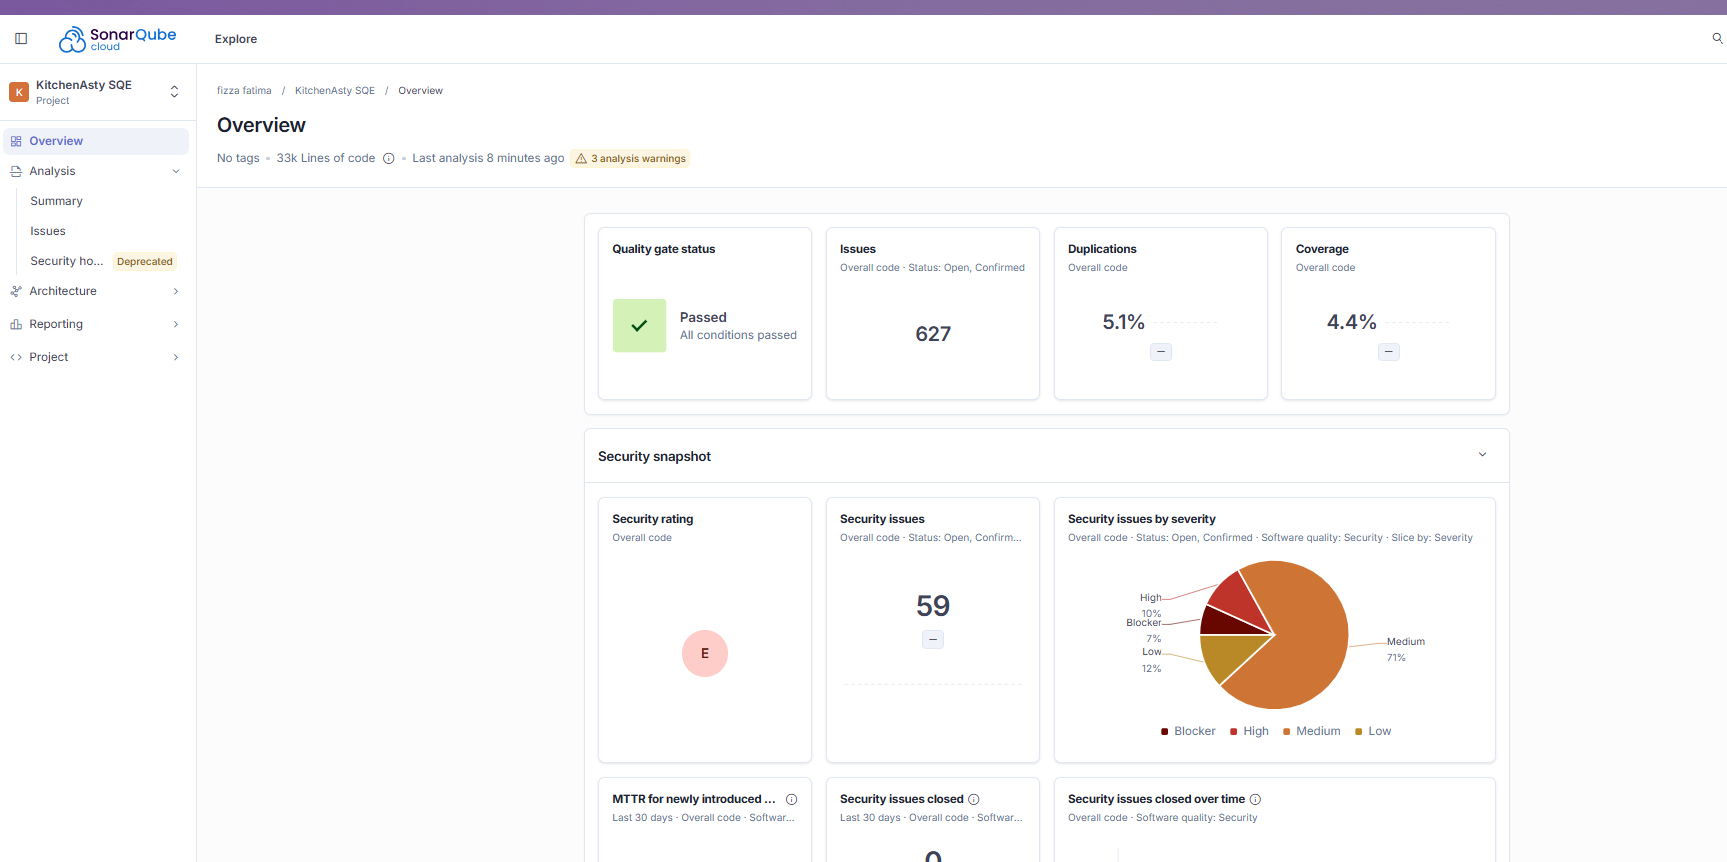 SonarQube
cloud
Explore
K
KitchenAsty SQE
Project
fizza fatima / KitchenAsty SQE / Overview
Overview
No tags • 33k Lines of code • Last analysis 8 minutes ago 3 analysis warnings
Overview
Analysis
Summary
Issues
Security ho... Deprecated
Architecture
Reporting
Project
Quality gate status
Passed
All conditions passed
Issues
Overall code · Status: Open, Confirmed
627
Duplications
Overall code
5.1%
Coverage
Overall code
4.4%
Security snapshot
Security rating
Overall code
E
Security issues
Overall code · Status: Open, Confirm...
59
Security issues by severity
Overall code · Status: Open, Confirmed · Software quality: Security · Slice by: Severity
High
10%
Blocker
7%
Low
12%
Medium
71%
Blocker High Medium Low
MTTR for newly introduced ...
Last 30 days · Overall code · Softwar...
Security issues closed
Last 30 days · Overall code · Softwar...
0
Security issues closed over time
Overall code · Software quality: Security